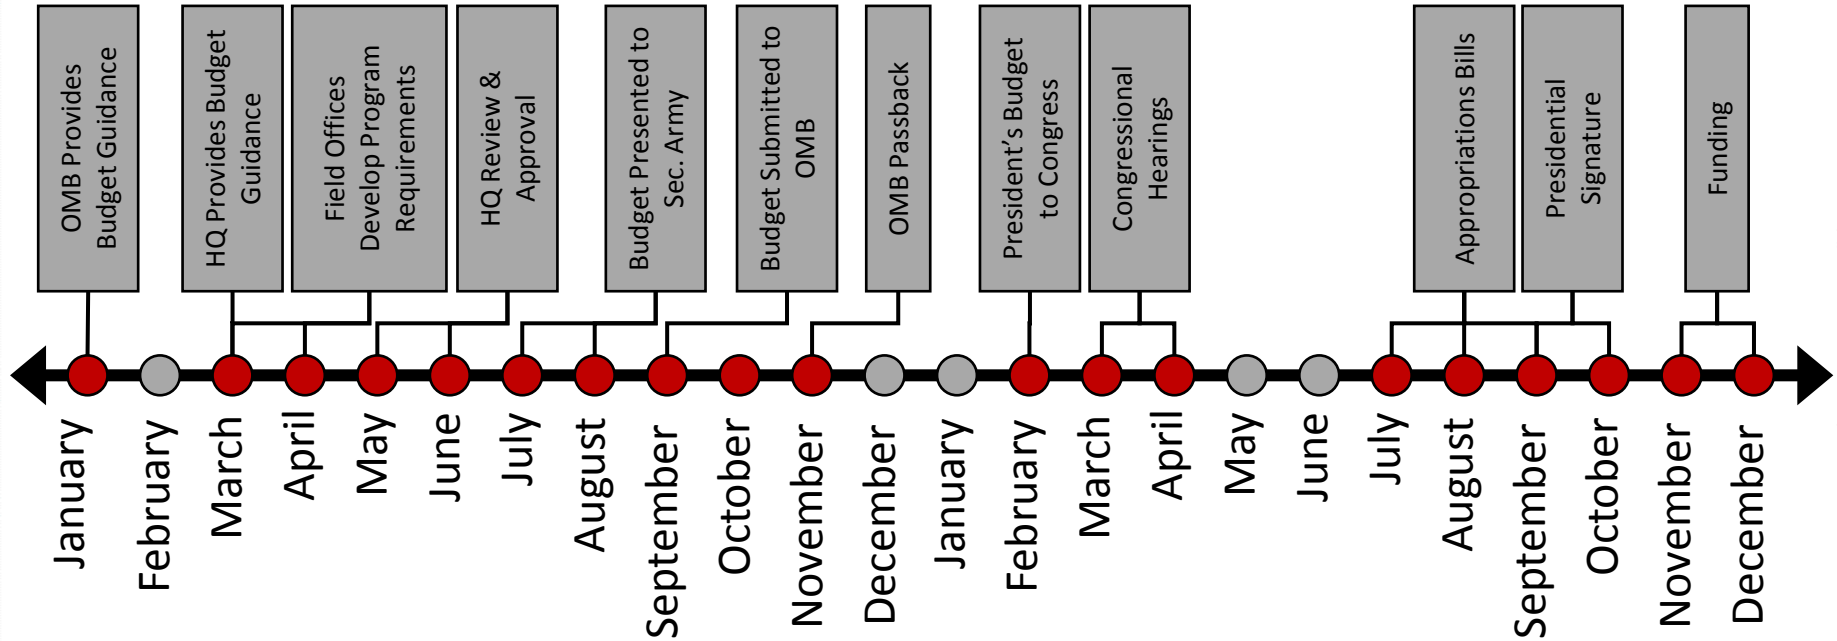 OMB Provides
Budget Guidance
HQ Provides Budget
Guidance
Field Offices
Develop Program
Requirements
HQ Review &
Approval
Budget Presented to
Sec. Army
Budget Submitted to
OMB
OMB Passback
President’s Budget
to Congress
Congressional
Hearings
Appropriations Bills
Presidential
Signature
Funding
January
February
March
April
May
June
July
August
September
October
November
December
January
February
March
April
May
June
July
August
September
October
November
December